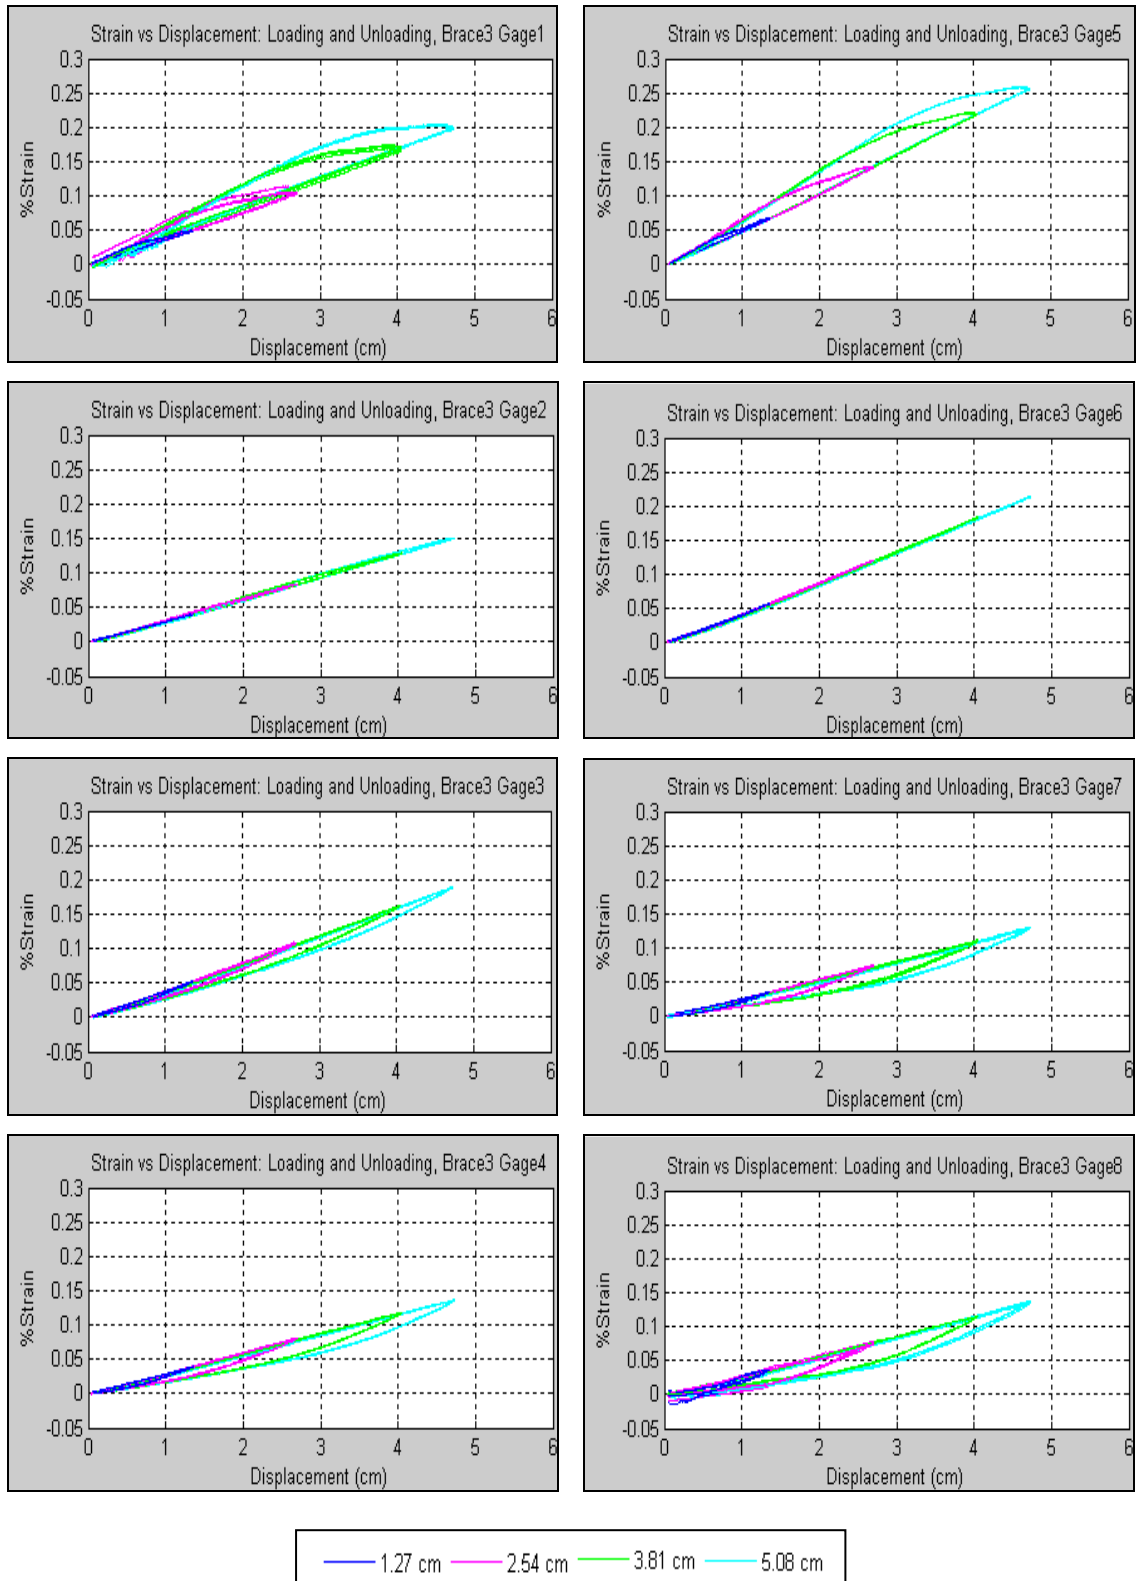 Strain vs Displacement: Loading and Unloading, Brace3 Gage1
0.3
0.25
0.2
0.15
0.1
0.05
0
-0.05
%Strain
0 1 2 3 4 5 6
Displacement (cm)
Strain vs Displacement: Loading and Unloading, Brace3 Gage5
0.3
0.25
0.2
0.15
0.1
0.05
0
-0.05
%Strain
0 1 2 3 4 5 6
Displacement (cm)
Strain vs Displacement: Loading and Unloading, Brace3 Gage2
0.3
0.25
0.2
0.15
0.1
0.05
0
-0.05
%Strain
0 1 2 3 4 5 6
Displacement (cm)
Strain vs Displacement: Loading and Unloading, Brace3 Gage6
0.3
0.25
0.2
0.15
0.1
0.05
0
-0.05
%Strain
0 1 2 3 4 5 6
Displacement (cm)
Strain vs Displacement: Loading and Unloading, Brace3 Gage3
0.3
0.25
0.2
0.15
0.1
0.05
0
-0.05
%Strain
0 1 2 3 4 5 6
Displacement (cm)
Strain vs Displacement: Loading and Unloading, Brace3 Gage7
0.3
0.25
0.2
0.15
0.1
0.05
0
-0.05
%Strain
0 1 2 3 4 5 6
Displacement (cm)
Strain vs Displacement: Loading and Unloading, Brace3 Gage4
0.3
0.25
0.2
0.15
0.1
0.05
0
-0.05
%Strain
0 1 2 3 4 5 6
Displacement (cm)
Strain vs Displacement: Loading and Unloading, Brace3 Gage8
0.3
0.25
0.2
0.15
0.1
0.05
0
-0.05
%Strain
0 1 2 3 4 5 6
Displacement (cm)
1.27 cm 2.54 cm 3.81 cm 5.08 cm